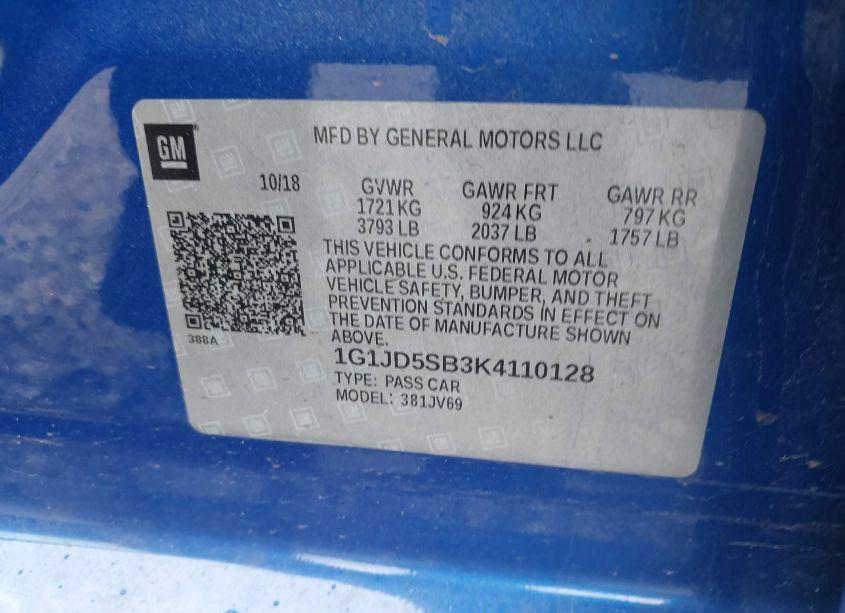 GM
MFD BY GENERAL MOTORS LLC
10/18
GVWR
1721 KG
3793 LB
GAWR FRT
924 KG
2037 LB
GAWR RR
797 KG
1757 LB
THIS VEHICLE CONFORMS TO ALL
APPLICABLE U.S. FEDERAL MOTOR
VEHICLE SAFETY, BUMPER, AND THEFT
PREVENTION STANDARDS IN EFFECT ON
THE DATE OF MANUFACTURE SHOWN
ABOVE.
388A
1G1JD5SB3K4110128
TYPE: PASS CAR
MODEL: 381JV69